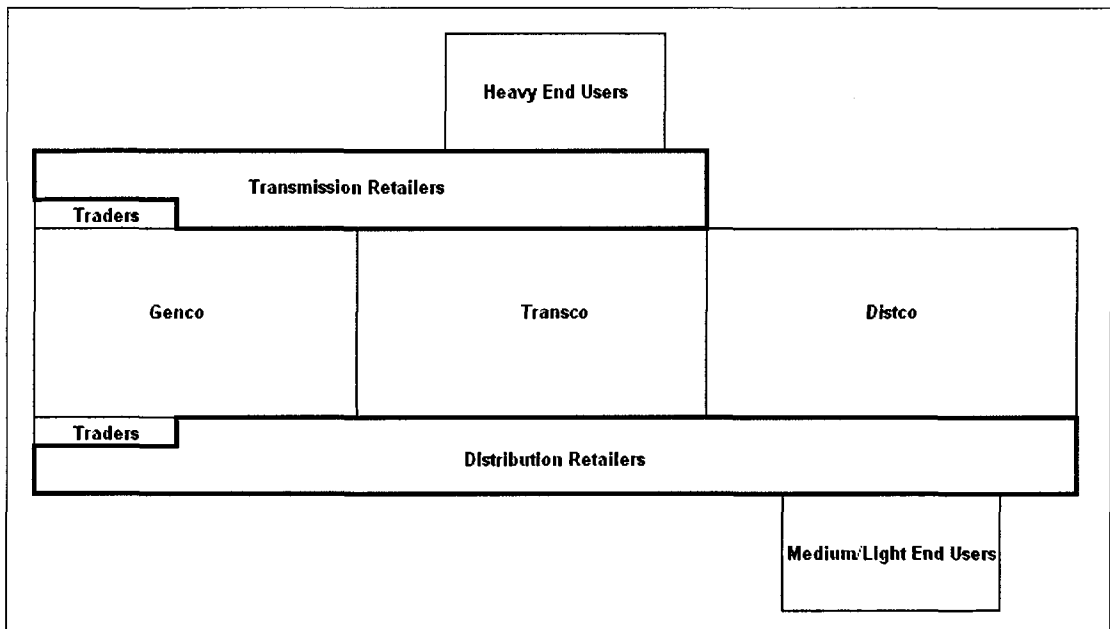 Heavy End Users
Transmission Retailers
Traders
Genco
Transco
Distco
Traders
Distribution Retailers
Medium/Light End Users